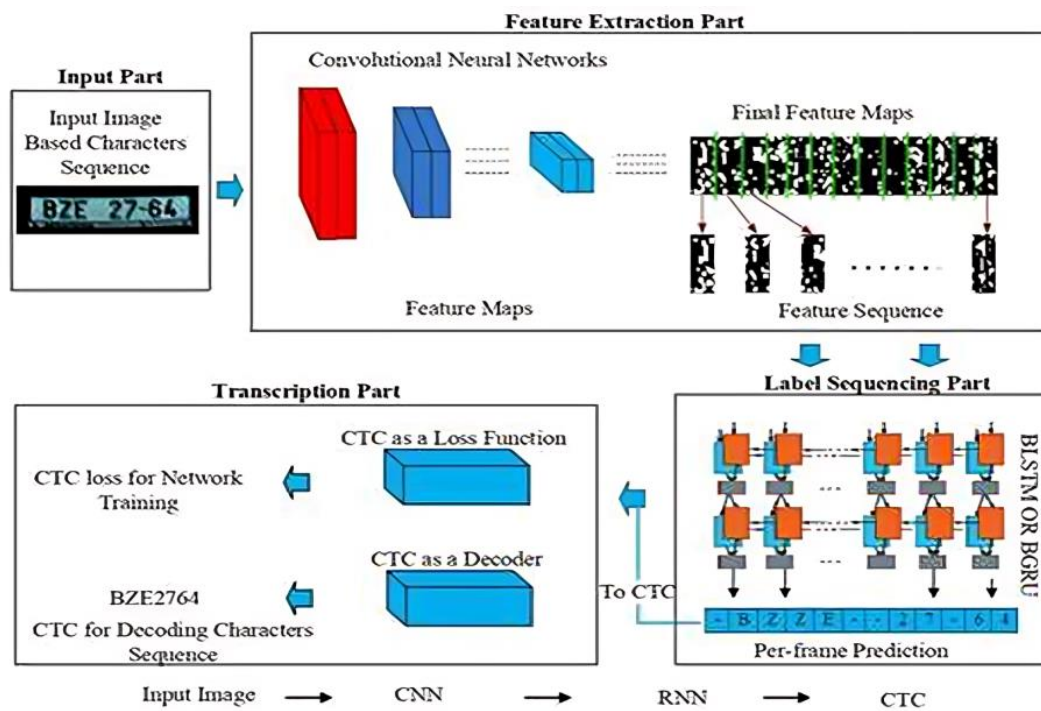 Feature Extraction Part
Convolutional Neural Networks
Input Part
Input Image
Based Characters
Sequence
BZE 27-64
Final Feature Maps
Feature Maps
Feature Sequence
Transcription Part
Label Sequencing Part
CTC as a Loss Function
CTC loss for Network
Training
CTC as a Decoder
BZE2764
CTC for Decoding Characters
Sequence
To CTC
BLSTM OR BGRU
- B Z Z E - - 2 7 - 6 4
Per-frame Prediction
Input Image CNN RNN CTC